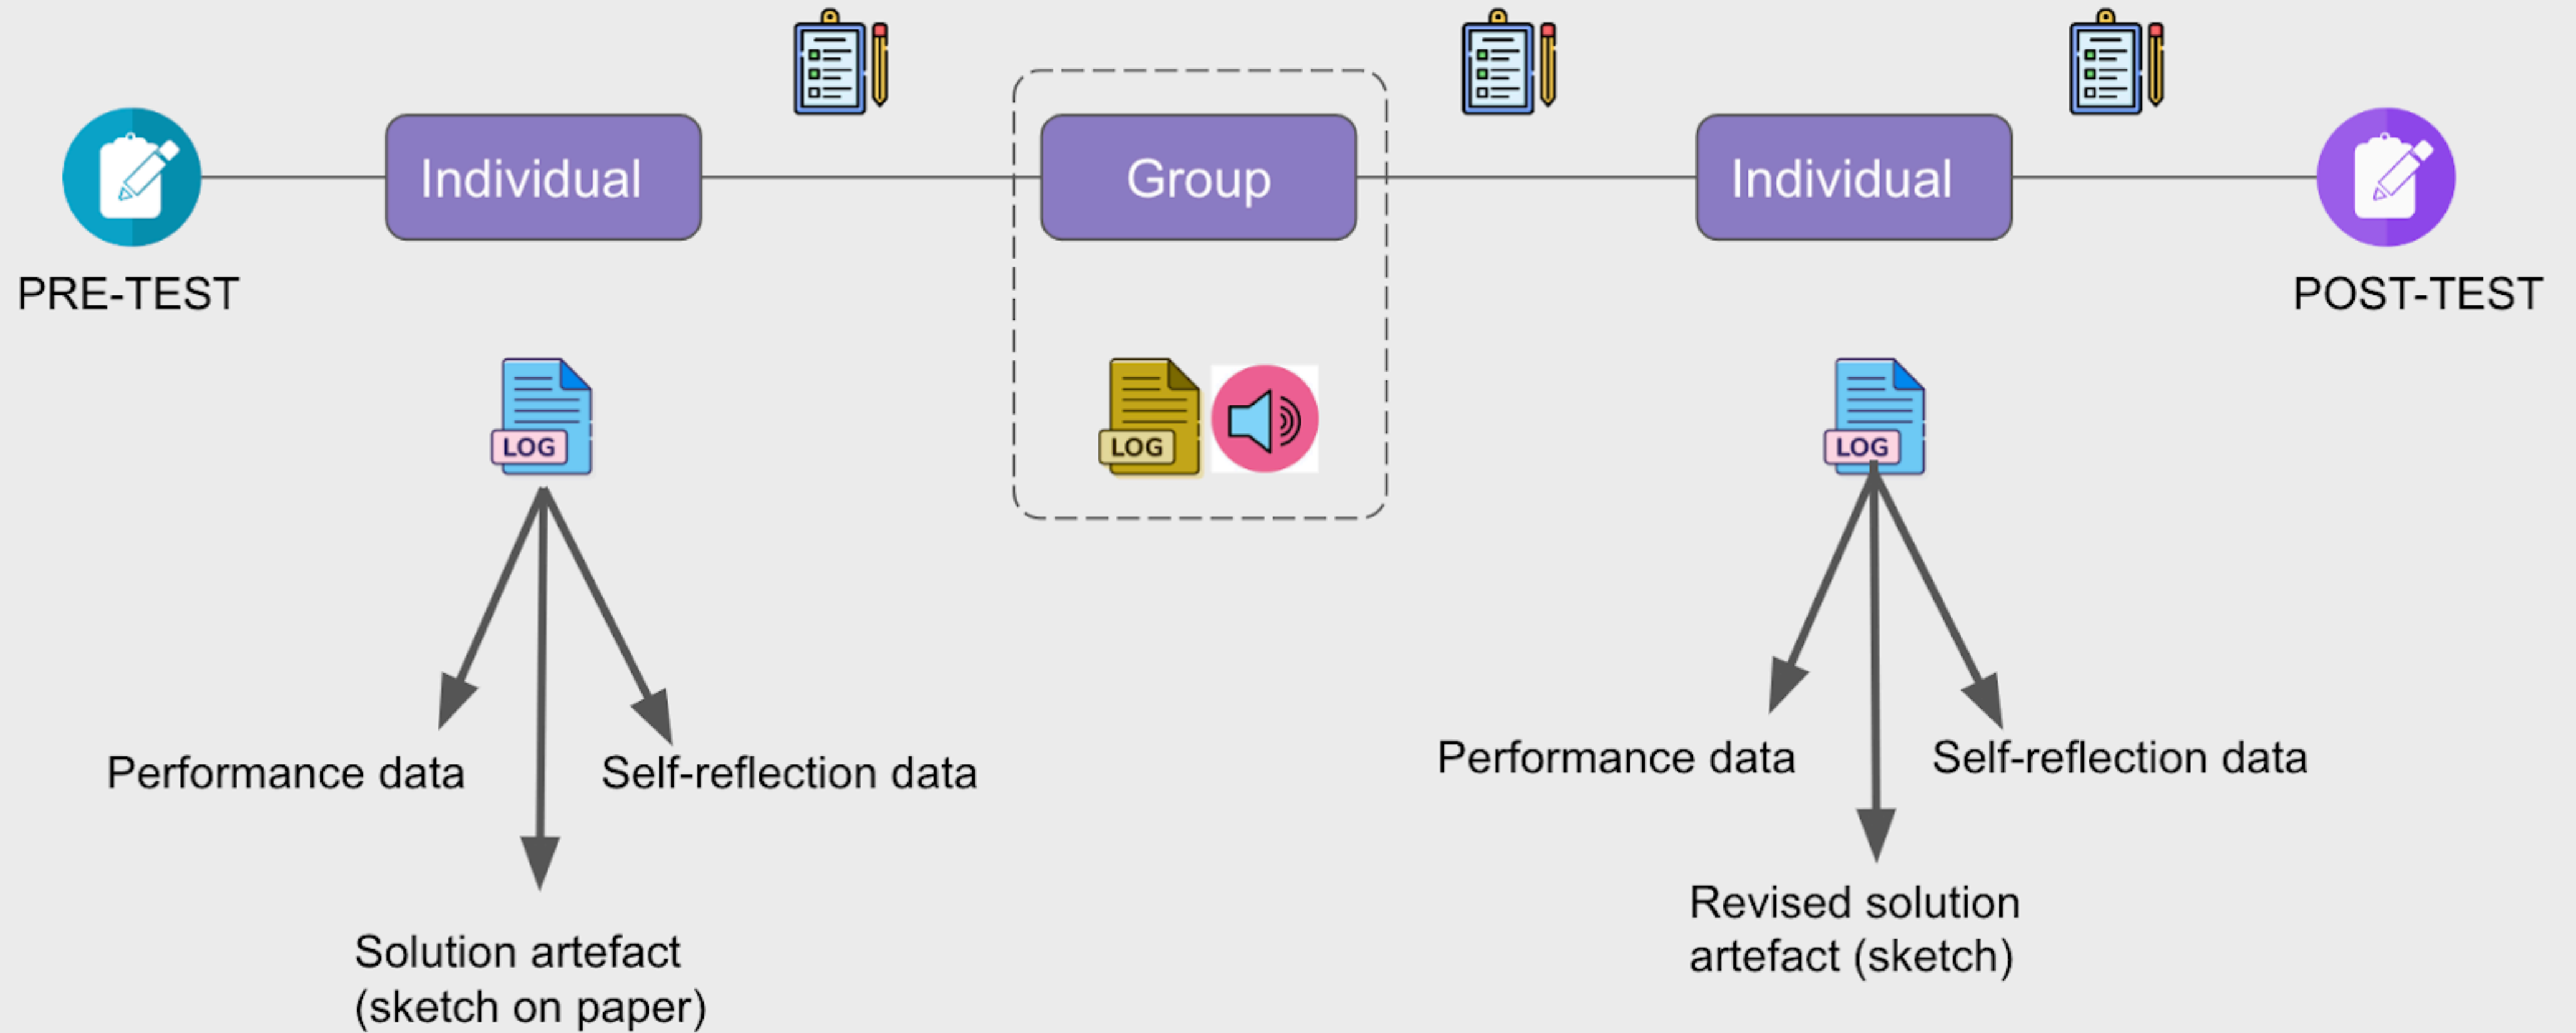 Individual
Group
Individual
PRE-TEST
POST-TEST
LOG
LOG
LOG
Performance data
Self-reflection data
Solution artefact
(sketch on paper)
Performance data
Self-reflection data
Revised solution
artefact (sketch)